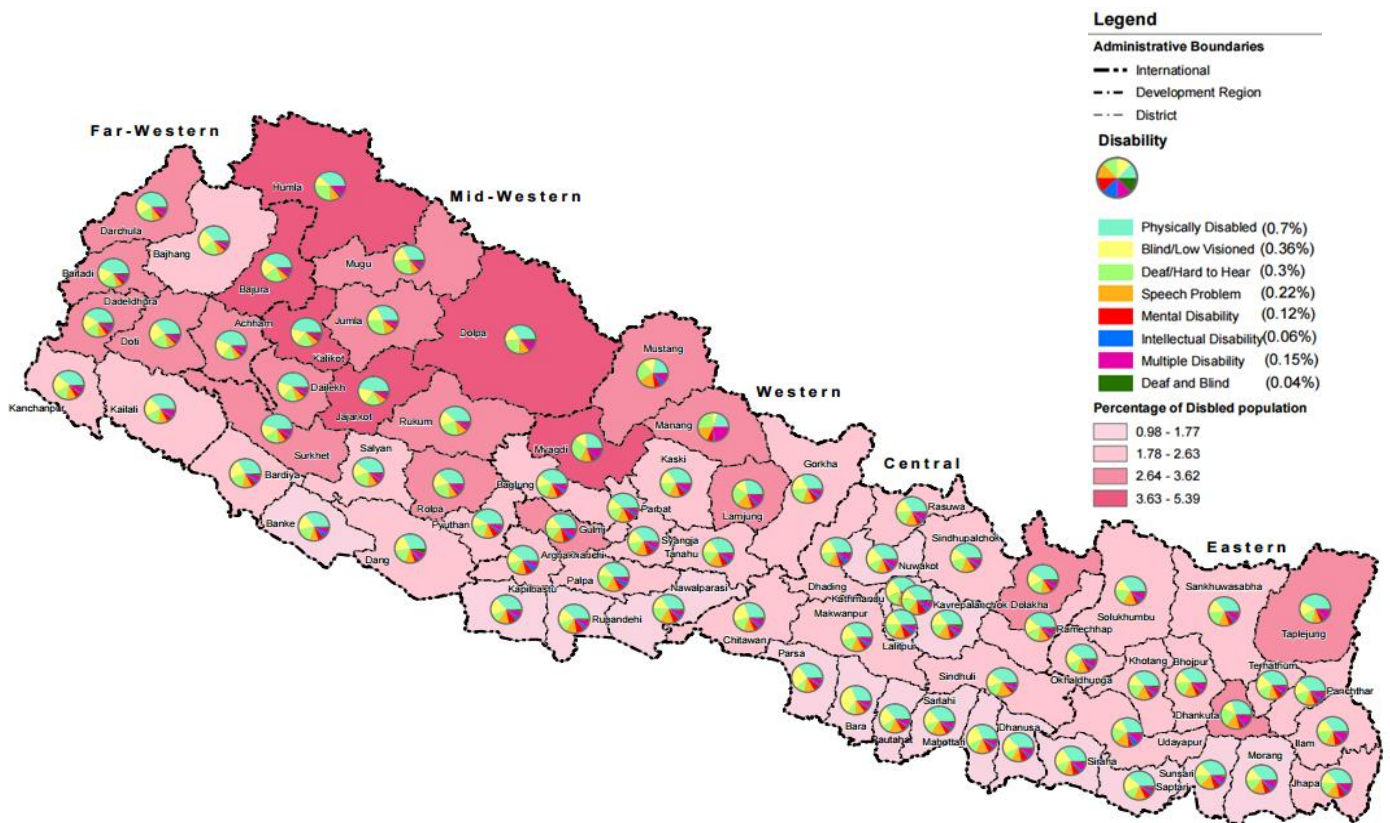 Legend
Administrative Boundaries
International
Development Region
District
Disability
Physically Disabled (0.7%)
Blind/Low Visioned (0.36%)
Deaf/Hard to Hear (0.3%)
Speech Problem (0.22%)
Mental Disability (0.12%)
Intellectual Disability (0.06%)
Multiple Disability (0.15%)
Deaf and Blind (0.04%)
Percentage of Disbled population
0.98 - 1.77
1.78 - 2.63
2.64 - 3.62
3.63 - 5.39
Far-Western
Mid-Western
Western
Central
Eastern
Humla
Darchula
Bajhang
Mugu
Baitadi
Bajura
Dadeldhura
Achham
Jumla
Doti
Kalikot
Dolpa
Mustang
Kanchanpur
Kailali
Dailekh
Jajarkot
Rukum
Manang
Surkhet
Salyan
Myagdi
Kaski
Gorkha
Bardiya
Baglung
Parbat
Lamjung
Rasuwa
Banke
Rolpa
Pyuthan
Gulmi
Syangja
Tanahu
Sindhupalchok
Dang
Arghakhanchi
Nuwakot
Sankhuwasabha
Kapilbastu
Palpa
Nawalparasi
Dhading
Kathmandu
Kavrepalanchok
Dolakha
Solukhumbu
Taplejung
Rupandehi
Chitawan
Makwanpur
Lalitpur
Ramechhap
Parsa
Sindhuli
Okhaldhunga
Khotang
Bhojpur
Terhathum
Panchthar
Bara
Rautahat
Sarlahi
Mahottari
Dhanusa
Dhankuta
Udayapur
Ilam
Siraha
Saptari
Sunsari
Morang
Jhapa